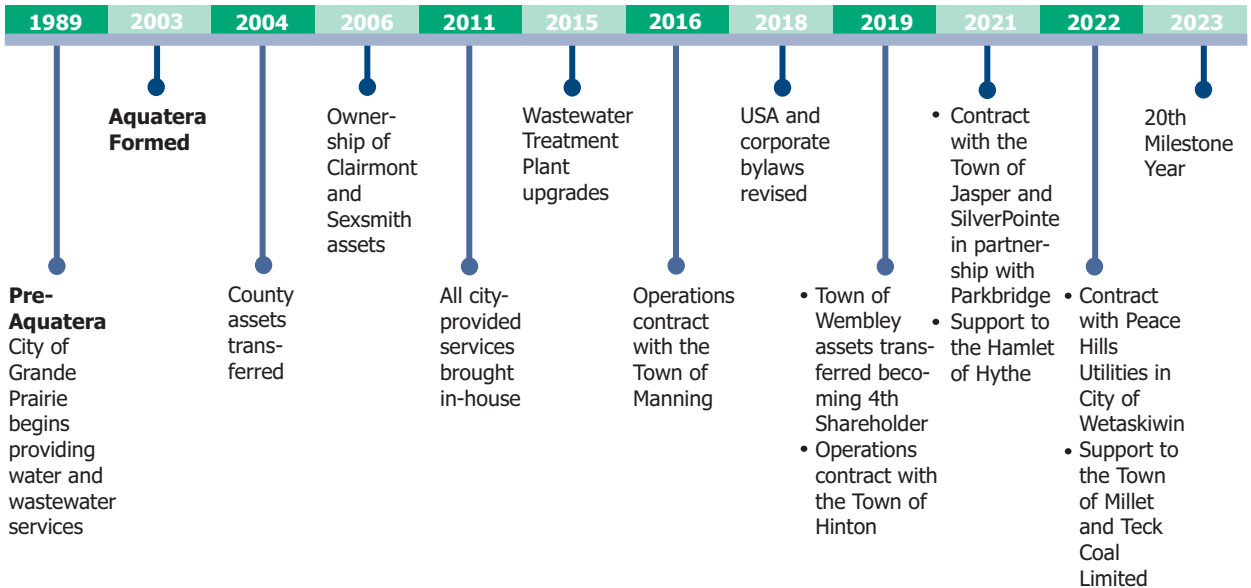 1989 2003 2004 2006 2011 2015 2016 2018 2019 2021 2022 2023
Pre-
Aquatera
City of
Grande
Prairie
begins
providing
water and
wastewater
services
Aquatera
Formed
County
assets
trans-
ferred
Owner-
ship of
Clairmont
and
Sexsmith
assets
All city-
provided
services
brought
in-house
Wastewater
Treatment
Plant
upgrades
Operations
contract
with the
Town of
Manning
USA and
corporate
bylaws
revised
• Town of
Wembley
assets trans-
ferred beco-
ming 4th
Shareholder
• Operations
contract with
the Town of
Hinton
• Contract
with the
Town of
Jasper and
SilverPointe
in partner-
ship with
Parkbridge
• Support to
the Hamlet
of Hythe
• Contract
with Peace
Hills
Utilities in
City of
Wetaskiwin
• Support to
the Town
of Millet
and Teck
Coal
Limited
20th
Milestone
Year